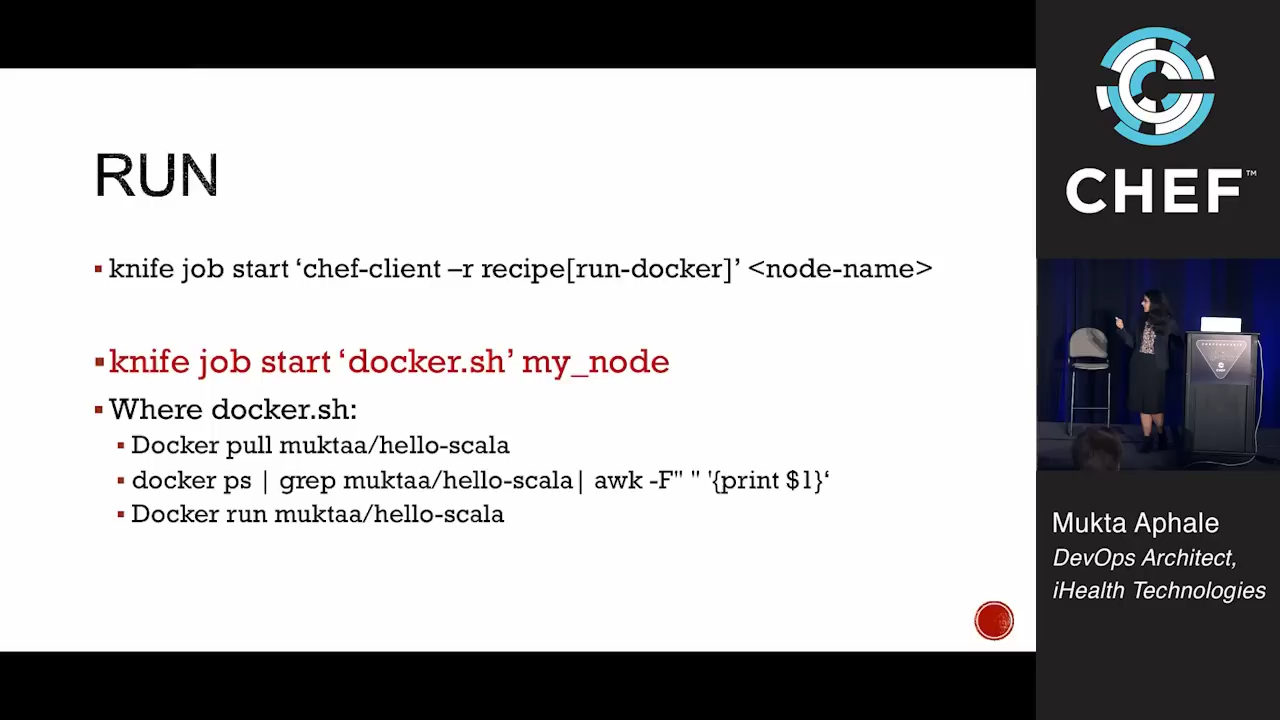 RUN
▪ knife job start ‘chef-client –r recipe[run-docker]’ <node-name>
▪ knife job start ‘docker.sh’ my_node
▪ Where docker.sh:
▪ Docker pull muktaa/hello-scala
▪ docker ps | grep muktaa/hello-scala| awk -F" " '{print $1}‘
▪ Docker run muktaa/hello-scala
CHEF™
Mukta Aphale
DevOps Architect,
iHealth Technologies